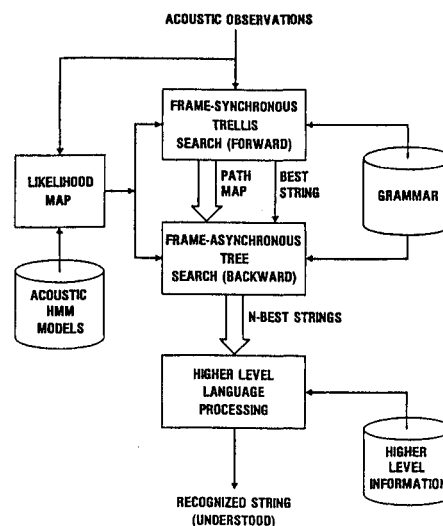 ACOUSTIC OBSERVATIONS
FRAME-SYNCHRONOUS
TRELLIS
SEARCH (FORWARD)
LIKELIHOOD
MAP
PATH
MAP
BEST
STRING
GRAMMAR
FRAME-ASYNCHRONOUS
TREE
SEARCH (BACKWARD)
ACOUSTIC
HMM
MODELS
N-BEST STRINGS
HIGHER LEVEL
LANGUAGE
PROCESSING
HIGHER
LEVEL
INFORMATION
RECOGNIZED STRING
(UNDERSTOOD)